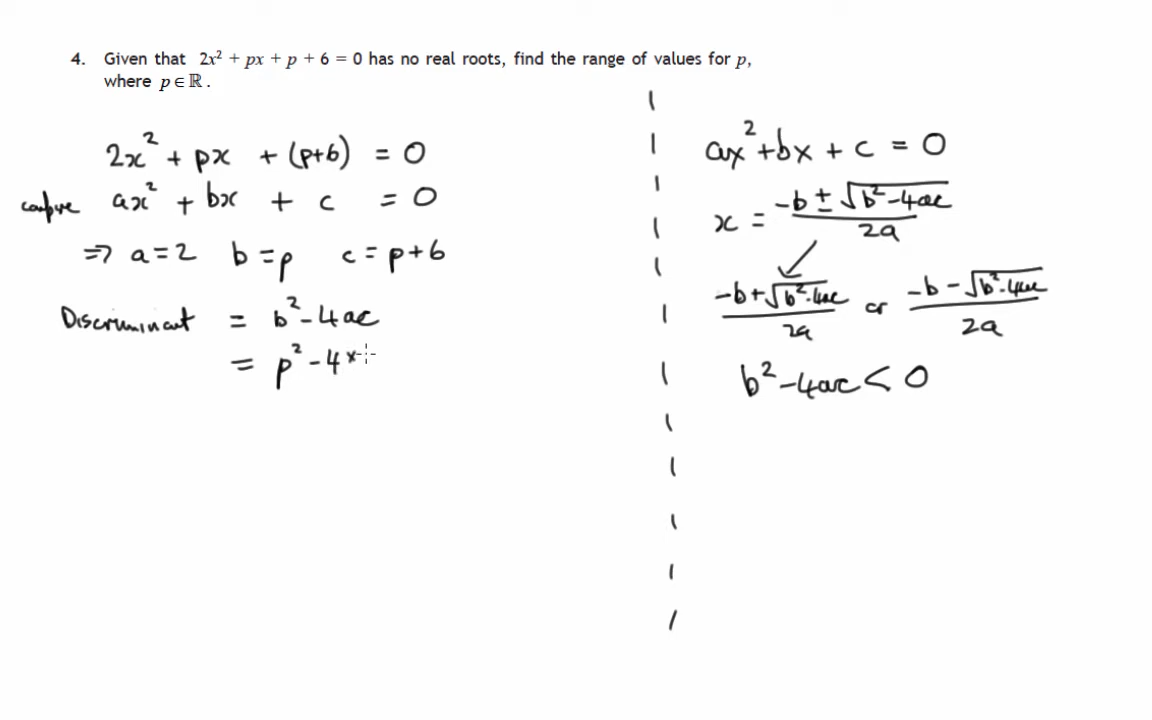 4. Given that 2x² + px + p + 6 = 0 has no real roots, find the range of values for p,
where p ∈ ℝ.
2x² + px + (p+6) = 0
compare ax² + bx + c = 0
⇒ a = 2 b = p c = p + 6
Discriminant = b² - 4ac
= p² - 4 ×
ax² + bx + c = 0
x = (-b ± √(b² - 4ac)) / 2a
(-b + √(b² - 4ac)) / 2a or (-b - √(b² - 4ac)) / 2a
b² - 4ac < 0